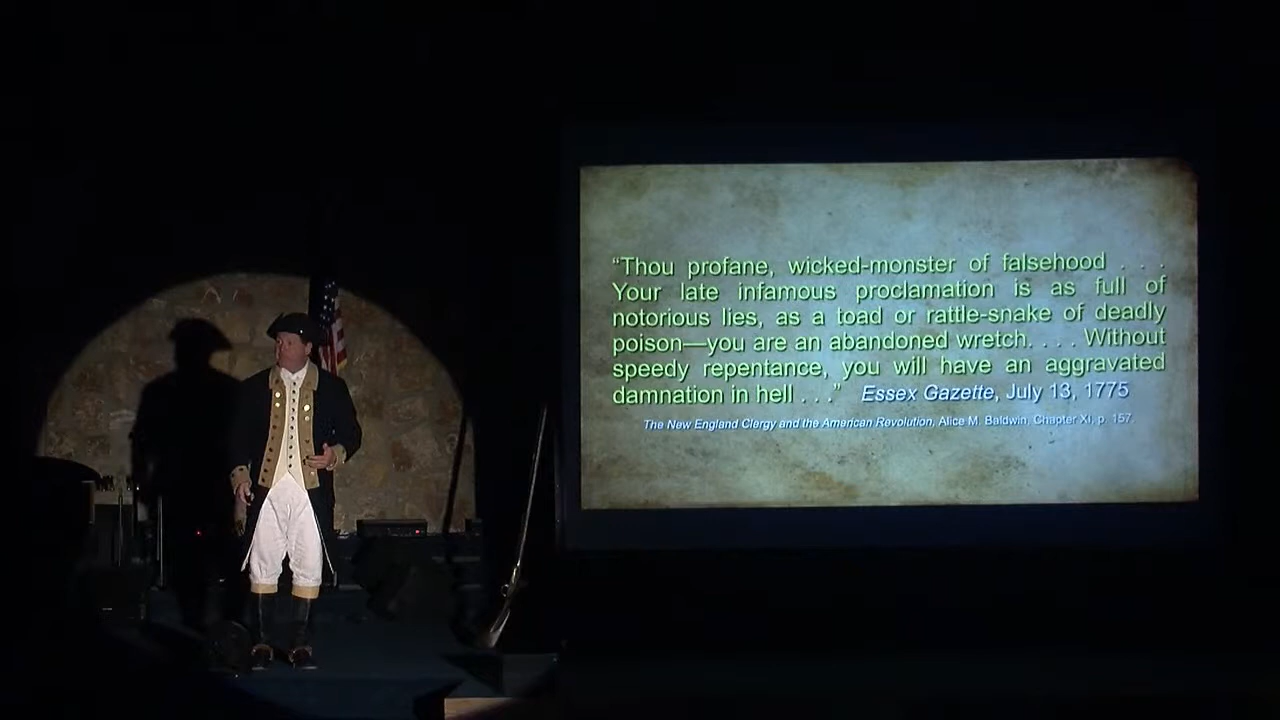 “Thou profane, wicked-monster of falsehood . . .
Your late infamous proclamation is as full of
notorious lies, as a toad or rattle-snake of deadly
poison—you are an abandoned wretch. . . . Without
speedy repentance, you will have an aggravated
damnation in hell . . .” Essex Gazette, July 13, 1775
The New England Clergy and the American Revolution, Alice M. Baldwin, Chapter XI, p. 157.